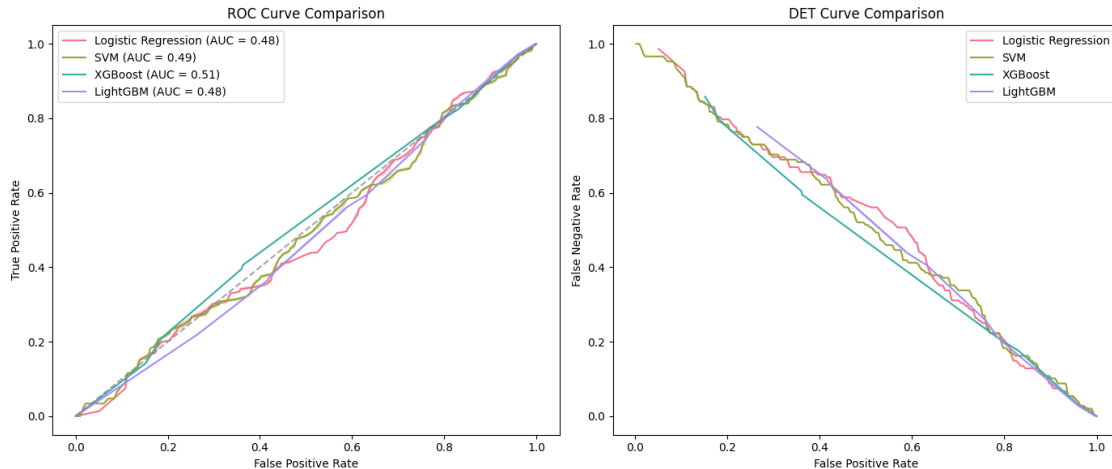 ROC Curve Comparison
Logistic Regression (AUC = 0.48)
SVM (AUC = 0.49)
XGBoost (AUC = 0.51)
LightGBM (AUC = 0.48)
True Positive Rate
1.0
0.8
0.6
0.4
0.2
0.0
0.0 0.2 0.4 0.6 0.8 1.0
False Positive Rate
DET Curve Comparison
Logistic Regression
SVM
XGBoost
LightGBM
False Negative Rate
1.0
0.8
0.6
0.4
0.2
0.0
0.0 0.2 0.4 0.6 0.8 1.0
False Positive Rate